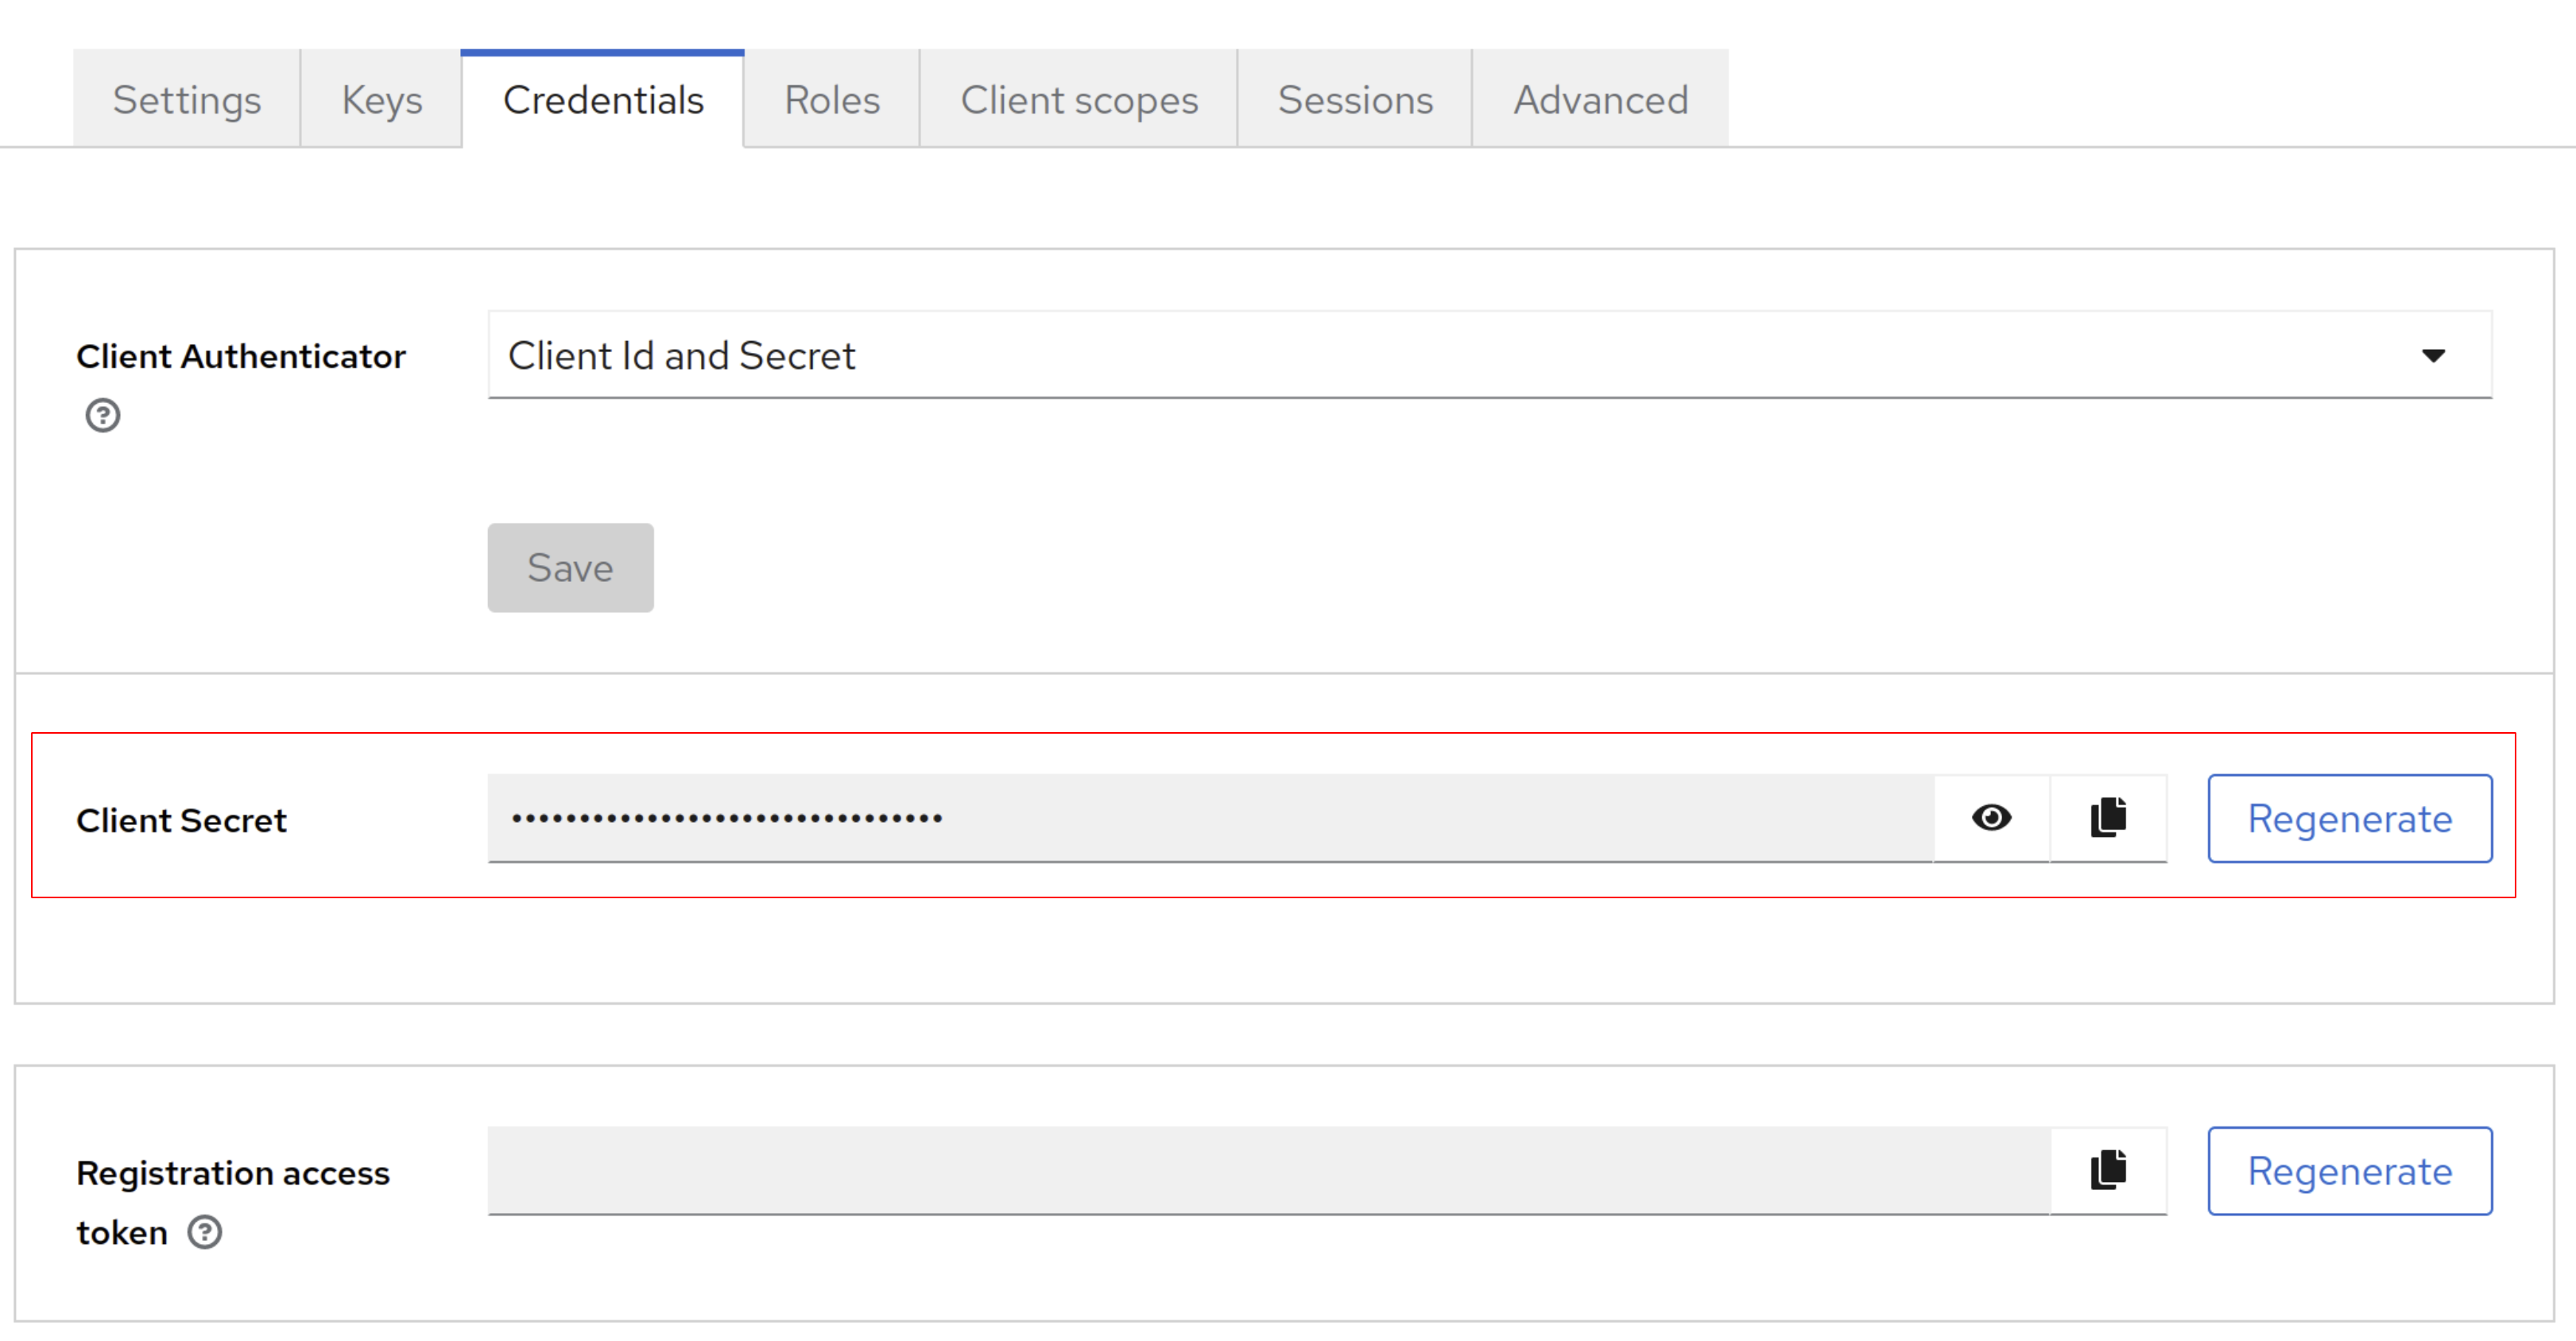 Settings Keys Credentials Roles Client scopes Sessions Advanced
Client Authenticator Client Id and Secret
Save
Client Secret •••••••••••••••••••••••••••••••• Regenerate
Registration access Regenerate
token